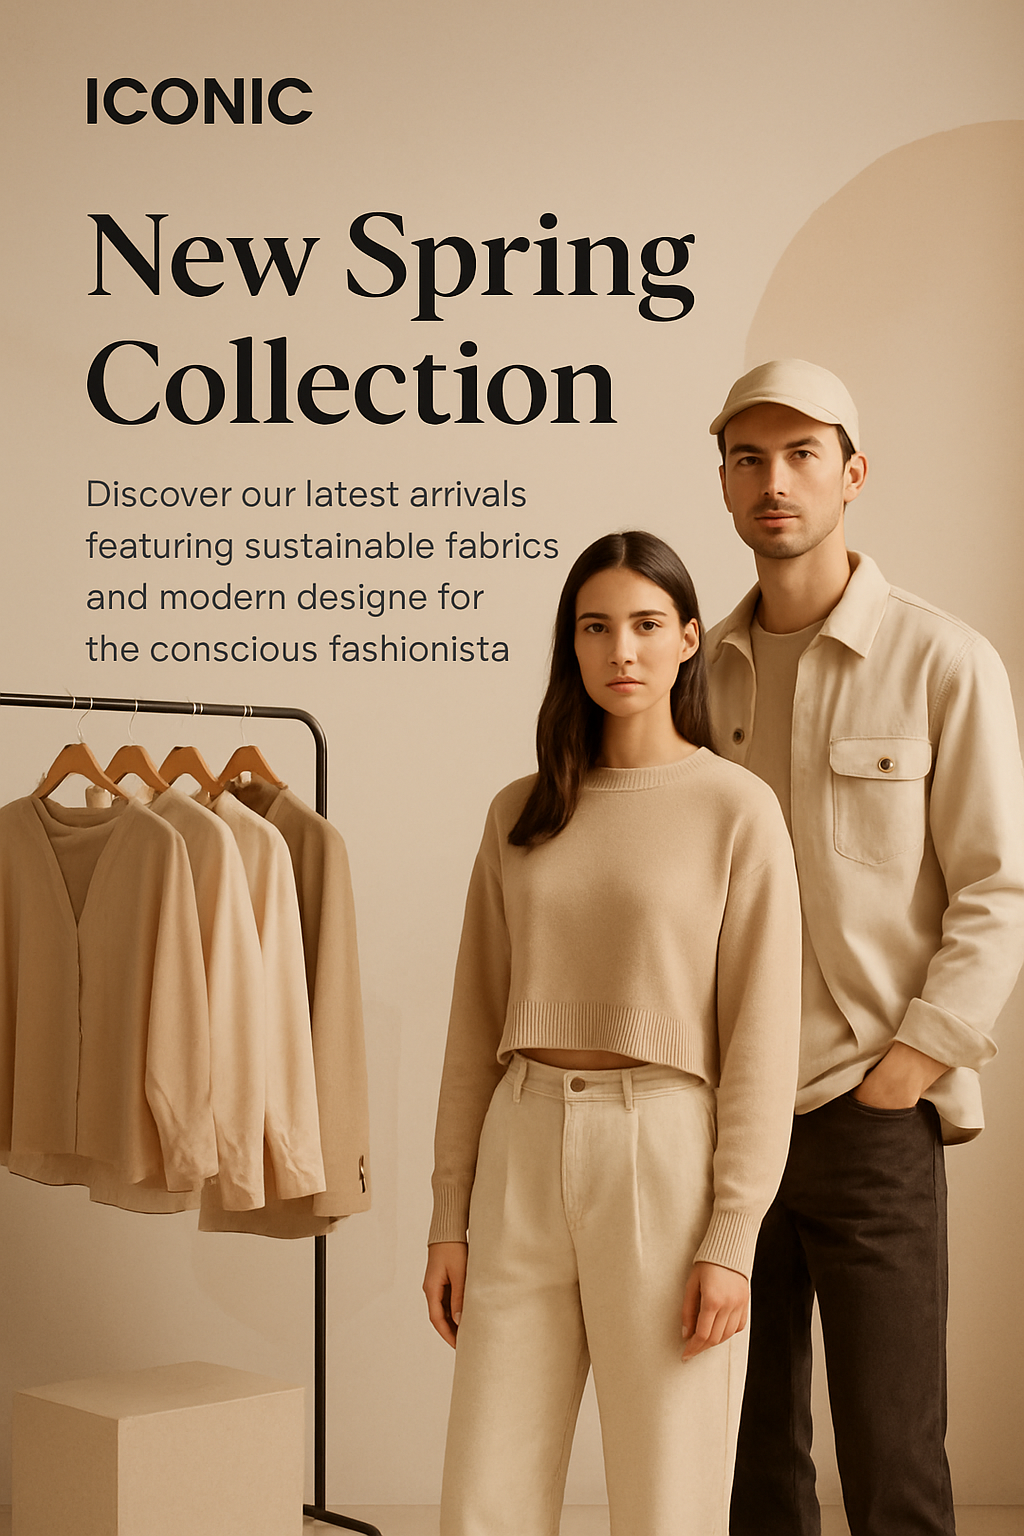 ICONIC
New Spring
Collection
Discover our latest arrivals
featuring sustainable fabrics
and modern designe for
the conscious fashionista